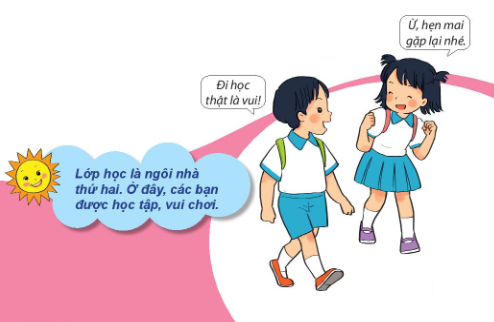 Ừ, hẹn mai
gặp lại nhé.
Đi học
thật là vui!
Lớp học là ngôi nhà
thứ hai. Ở đây, các bạn
được học tập, vui chơi.